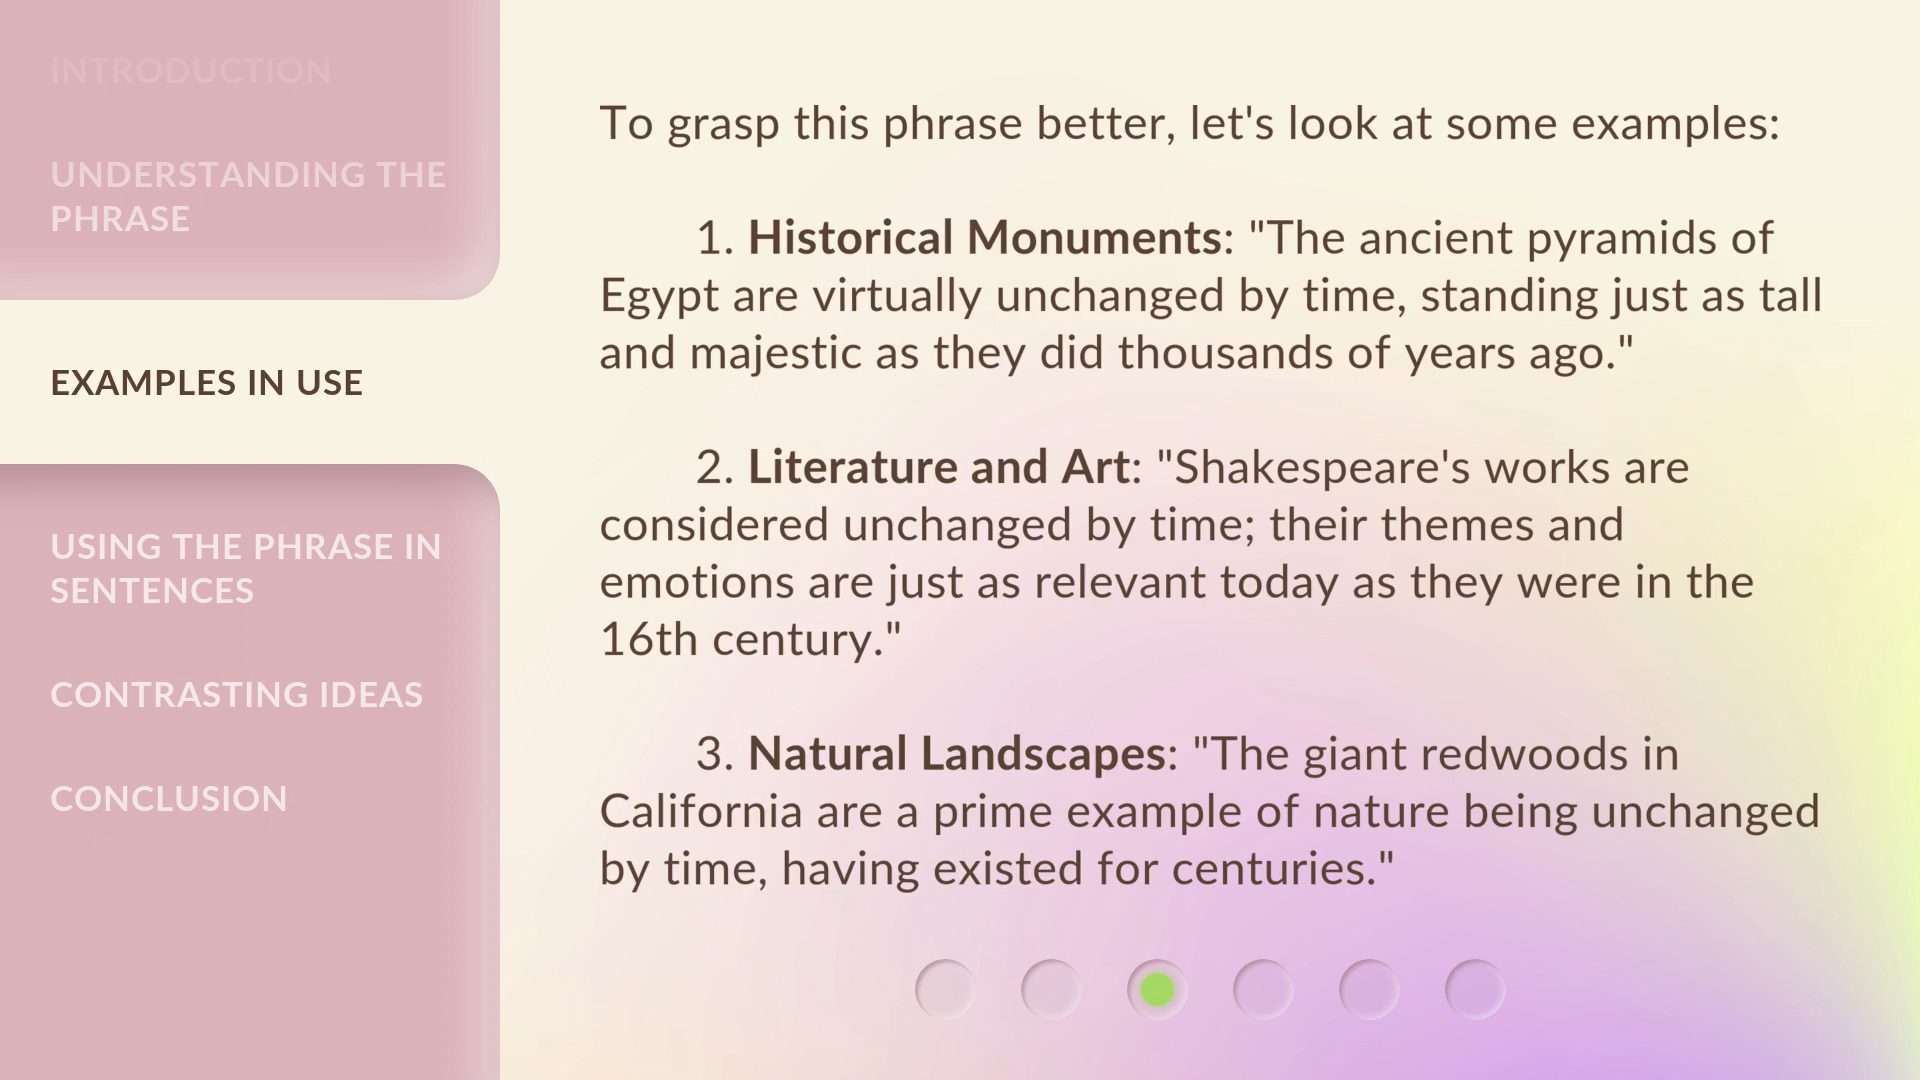 INTRODUCTION
UNDERSTANDING THE
PHRASE
EXAMPLES IN USE
USING THE PHRASE IN
SENTENCES
CONTRASTING IDEAS
CONCLUSION
To grasp this phrase better, let's look at some examples:
1. Historical Monuments: "The ancient pyramids of
Egypt are virtually unchanged by time, standing just as tall
and majestic as they did thousands of years ago."
2. Literature and Art: "Shakespeare's works are
considered unchanged by time; their themes and
emotions are just as relevant today as they were in the
16th century."
3. Natural Landscapes: "The giant redwoods in
California are a prime example of nature being unchanged
by time, having existed for centuries."